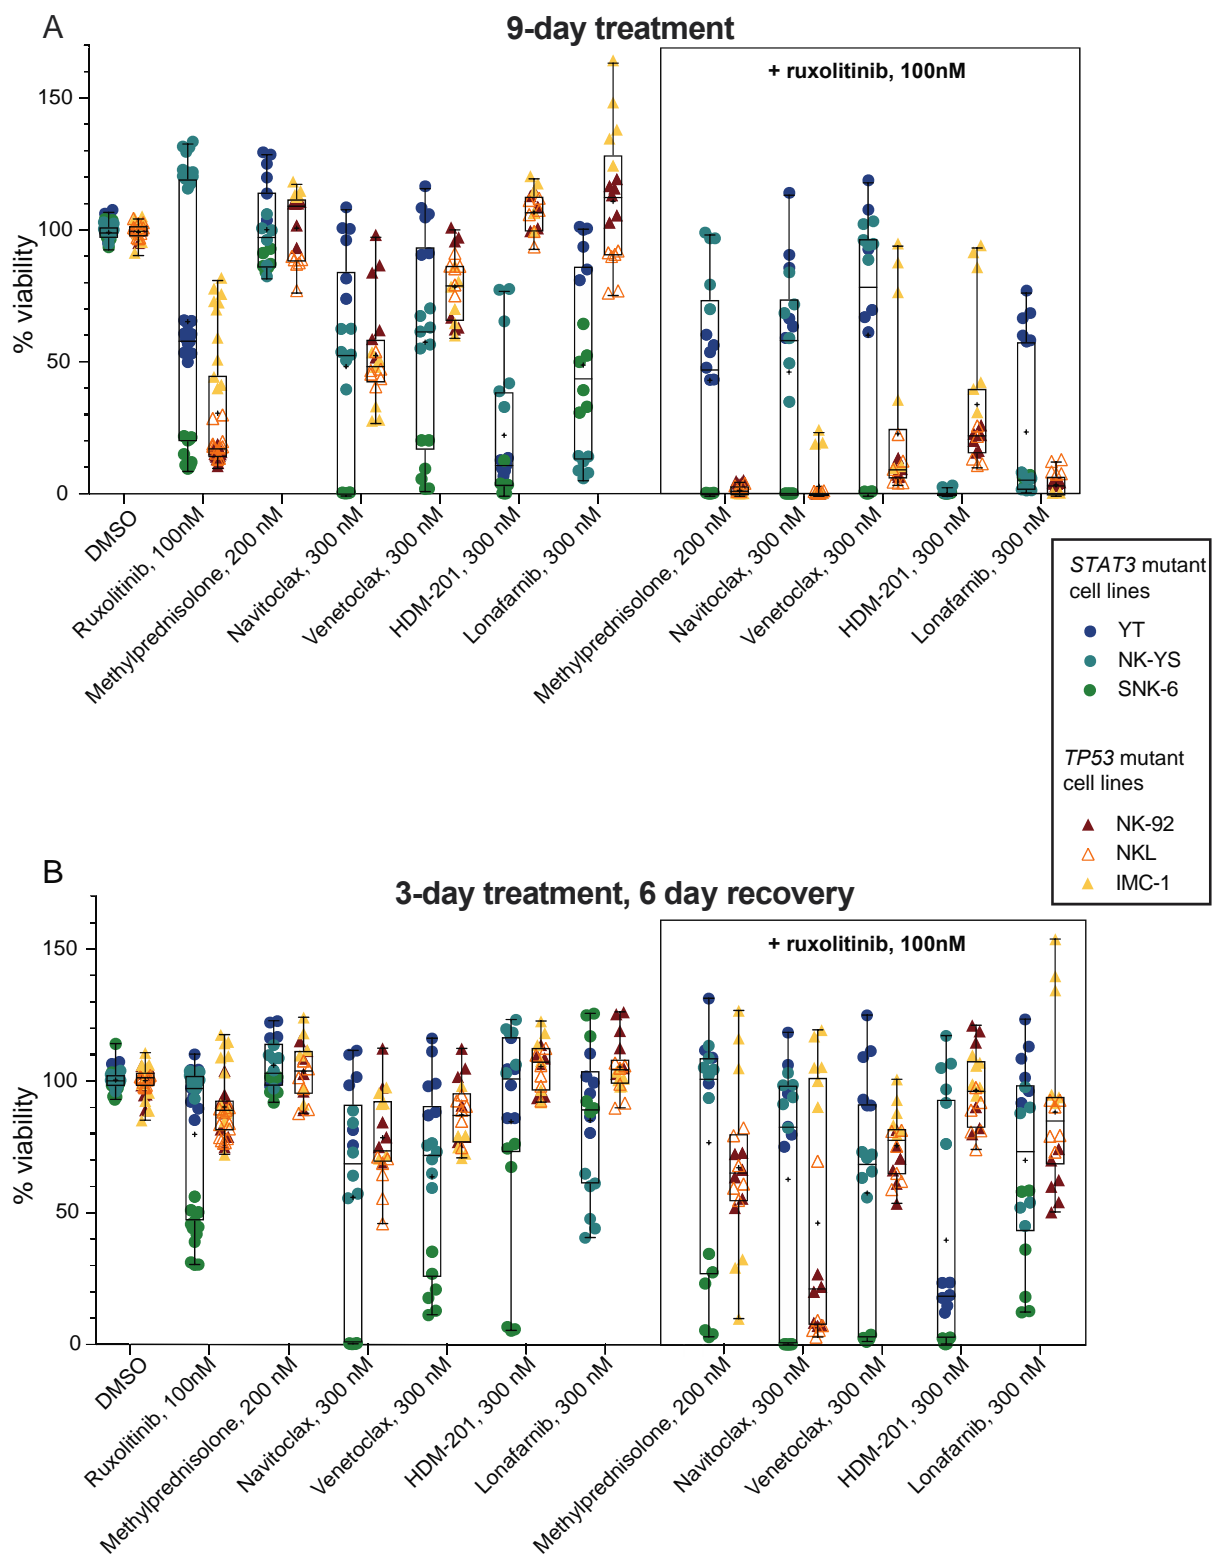 A
9-day treatment
+ ruxolitinib, 100nM
% viability
150
100
50
0
DMSO
Ruxolitinib, 100nM
Methylprednisolone, 200 nM
Navitoclax, 300 nM
Venetoclax, 300 nM
HDM-201, 300 nM
Lonafarnib, 300 nM
Methylprednisolone, 200 nM
Navitoclax, 300 nM
Venetoclax, 300 nM
HDM-201, 300 nM
Lonafarnib, 300 nM
STAT3 mutant
cell lines
YT
NK-YS
SNK-6
TP53 mutant
cell lines
NK-92
NKL
IMC-1
B
3-day treatment, 6 day recovery
+ ruxolitinib, 100nM
% viability
150
100
50
0
DMSO
Ruxolitinib, 100nM
Methylprednisolone, 200 nM
Navitoclax, 300 nM
Venetoclax, 300 nM
HDM-201, 300 nM
Lonafarnib, 300 nM
Methylprednisolone, 200 nM
Navitoclax, 300 nM
Venetoclax, 300 nM
HDM-201, 300 nM
Lonafarnib, 300 nM